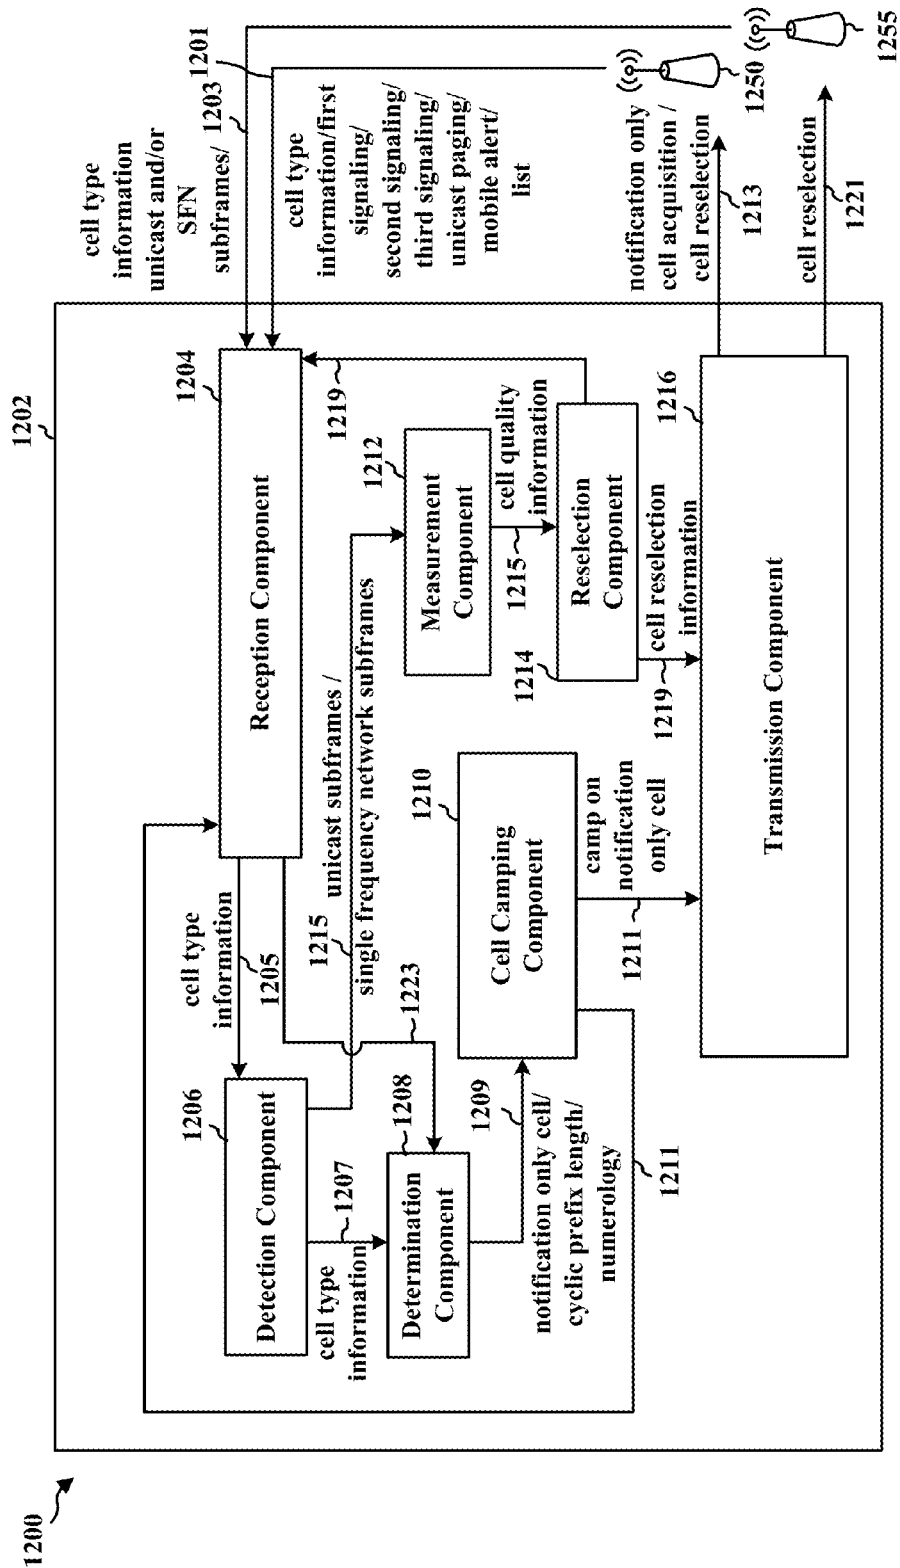 1200
1202
cell type
information
unicast and/or
SFN
subframes/
1203
1201
cell type
information/first
signaling/
second signaling/
third signaling/
unicast paging/
mobile alert/
list
1250
1255
notification only
cell acquisition /
cell reselection
1213
cell reselection
1221
1204
Reception Component
1219
cell type
information
1205
1206
Detection Component
1215
unicast subframes /
single frequency network subframes
1223
1207
cell type
information
1208
Determination
Component
1209
notification only cell/
cyclic prefix length/
numerology
1210
Cell Camping
Component
1211
camp on
notification
only cell
1211
1212
Measurement
Component
1215
cell quality
information
1214
Reselection
Component
1219
cell reselection
information
1216
Transmission Component